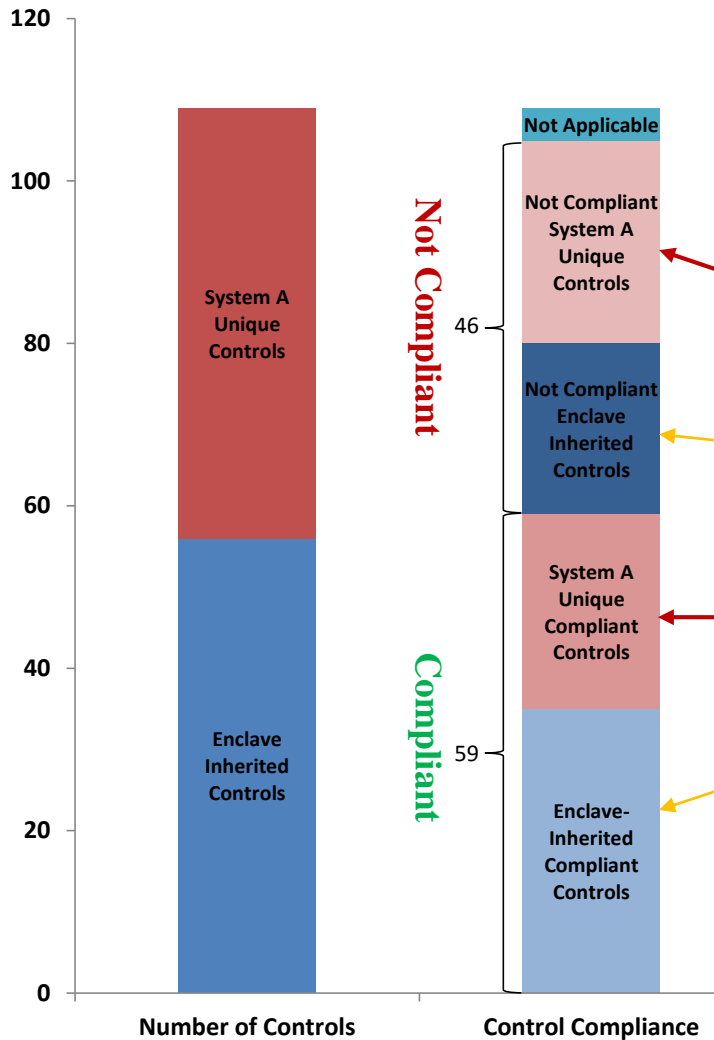 120
100
80
60
40
20
0
System A
Unique
Controls
Enclave
Inherited
Controls
Number of Controls
Not Compliant
46
Compliant
59
Not Applicable
Not Compliant
System A
Unique
Controls
Not Compliant
Enclave
Inherited
Controls
System A
Unique
Compliant
Controls
Enclave-
Inherited
Compliant
Controls
Control Compliance